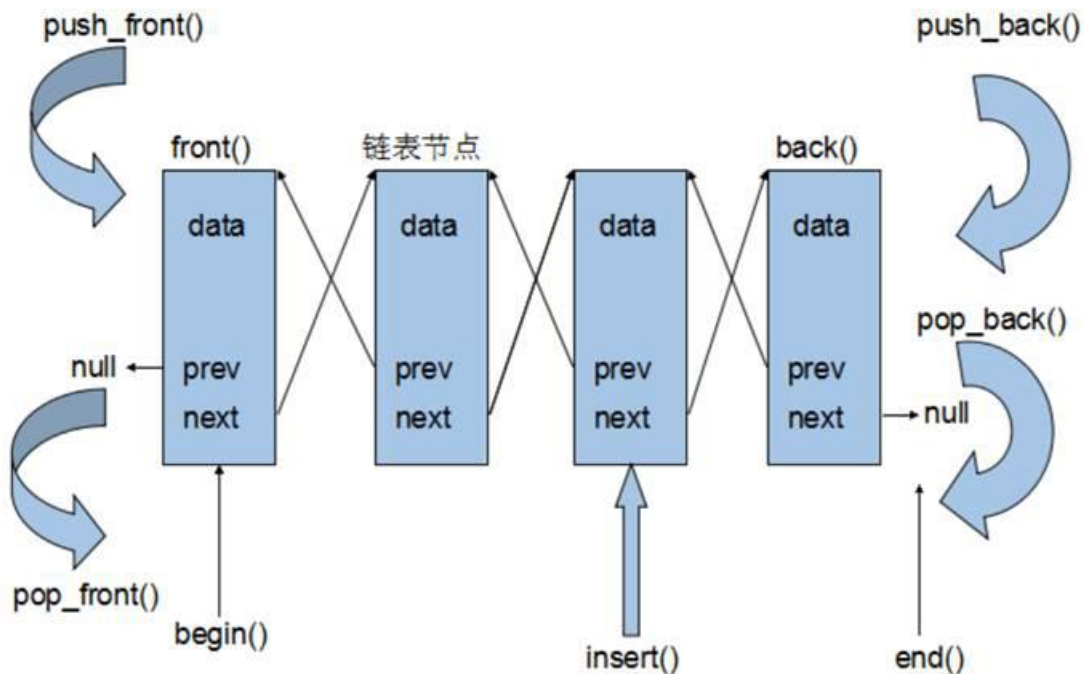 push_front()
push_back()
front()
链表节点
back()
data
data
data
data
pop_back()
null
prev
prev
prev
prev
next
next
next
next
null
pop_front()
begin()
insert()
end()